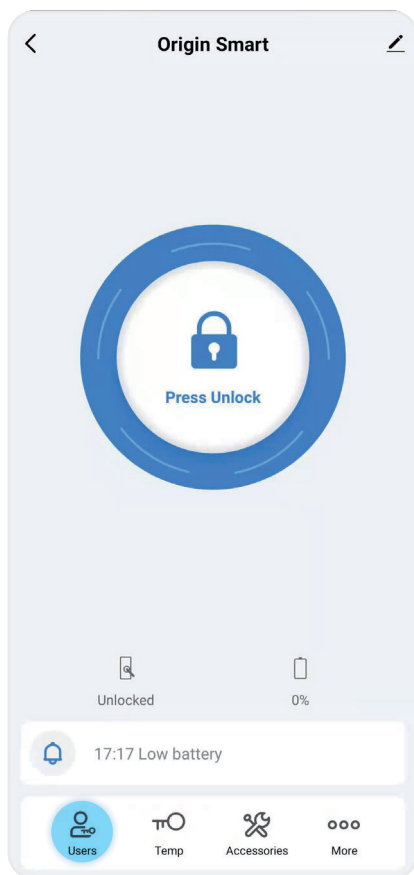 Origin Smart
Press Unlock
Unlocked
0%
17:17 Low battery
Users
Temp
Accessories
More